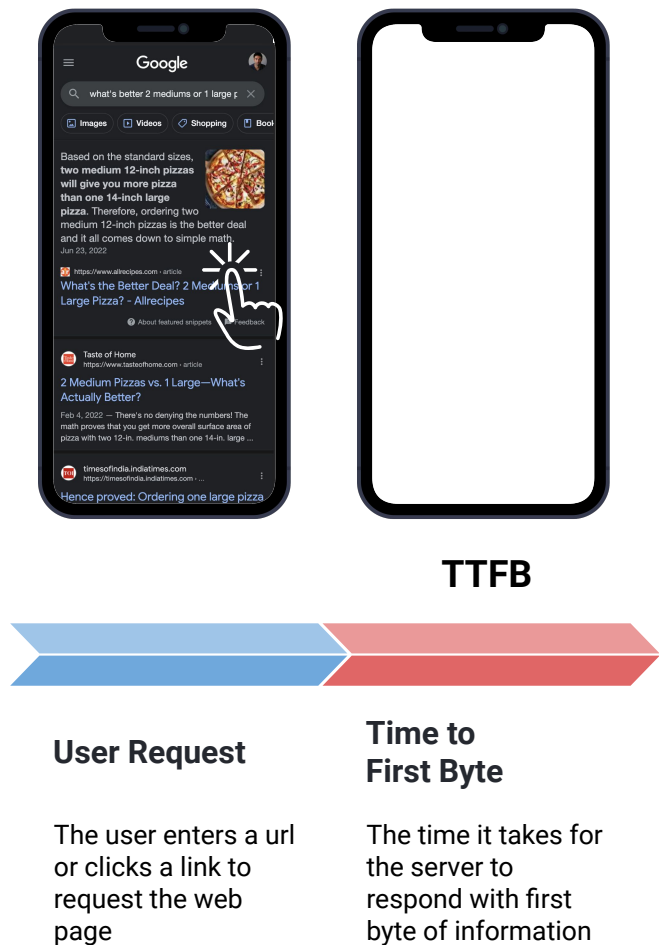 Google
what's better 2 mediums or 1 large p
Images
Videos
Shopping
Book
Based on the standard sizes,
two medium 12-inch pizzas
will give you more pizza
than one 14-inch large
pizza. Therefore, ordering two
medium 12-inch pizzas is the better deal
and it all comes down to simple math.
Jun 23, 2022
https://www.allrecipes.com › article
What's the Better Deal? 2 Mediums or 1
Large Pizza? - Allrecipes
About featured snippets
Feedback
Taste of Home
https://www.tasteofhome.com › article
2 Medium Pizzas vs. 1 Large—What's
Actually Better?
Feb 4, 2022 — There's no denying the numbers! The
math proves that you get more overall surface area of
pizza with two 12-in. mediums than one 14-in. large ...
TOI
timesofindia.indiatimes.com
https://timesofindia.indiatimes.com › ...
Hence proved: Ordering one large pizza
TTFB
User Request
The user enters a url
or clicks a link to
request the web
page
Time to
First Byte
The time it takes for
the server to
respond with first
byte of information